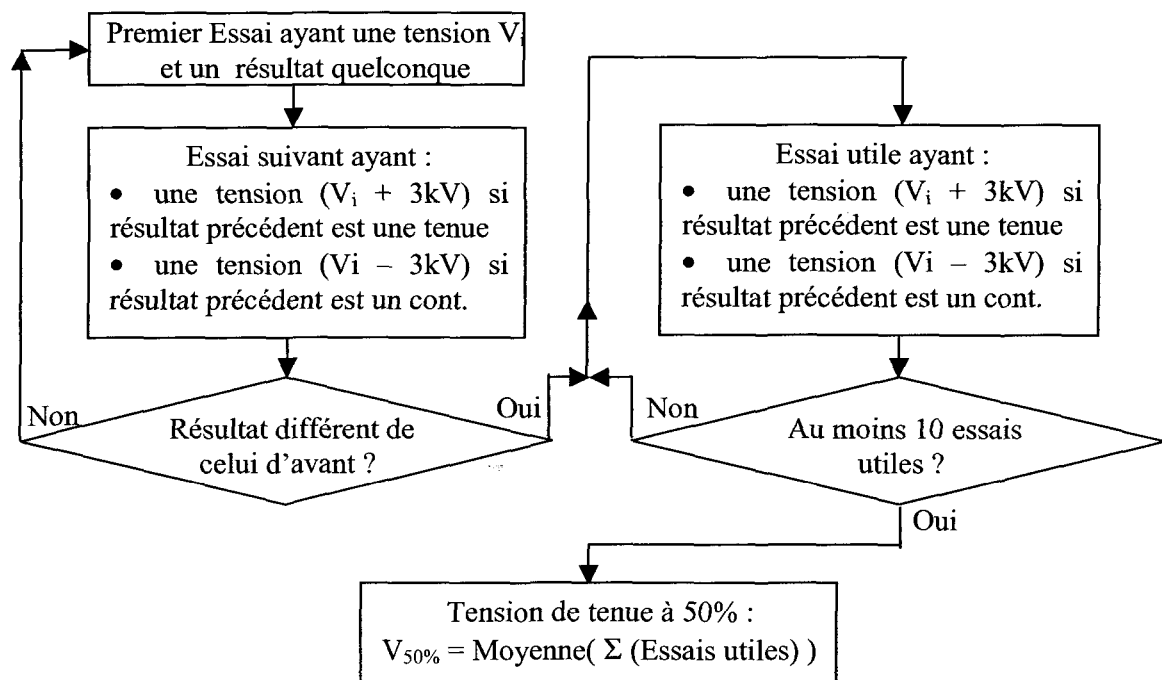 Premier Essai ayant une tension Vi
et un résultat quelconque
Essai suivant ayant :
• une tension (Vi + 3kV) si
résultat précédent est une tenue
• une tension (Vi – 3kV) si
résultat précédent est un cont.
Non
Résultat différent de
celui d'avant ?
Oui
Essai utile ayant :
• une tension (Vi + 3kV) si
résultat précédent est une tenue
• une tension (Vi – 3kV) si
résultat précédent est un cont.
Non
Au moins 10 essais
utiles ?
Oui
Tension de tenue à 50% :
V50% = Moyenne( Σ (Essais utiles) )